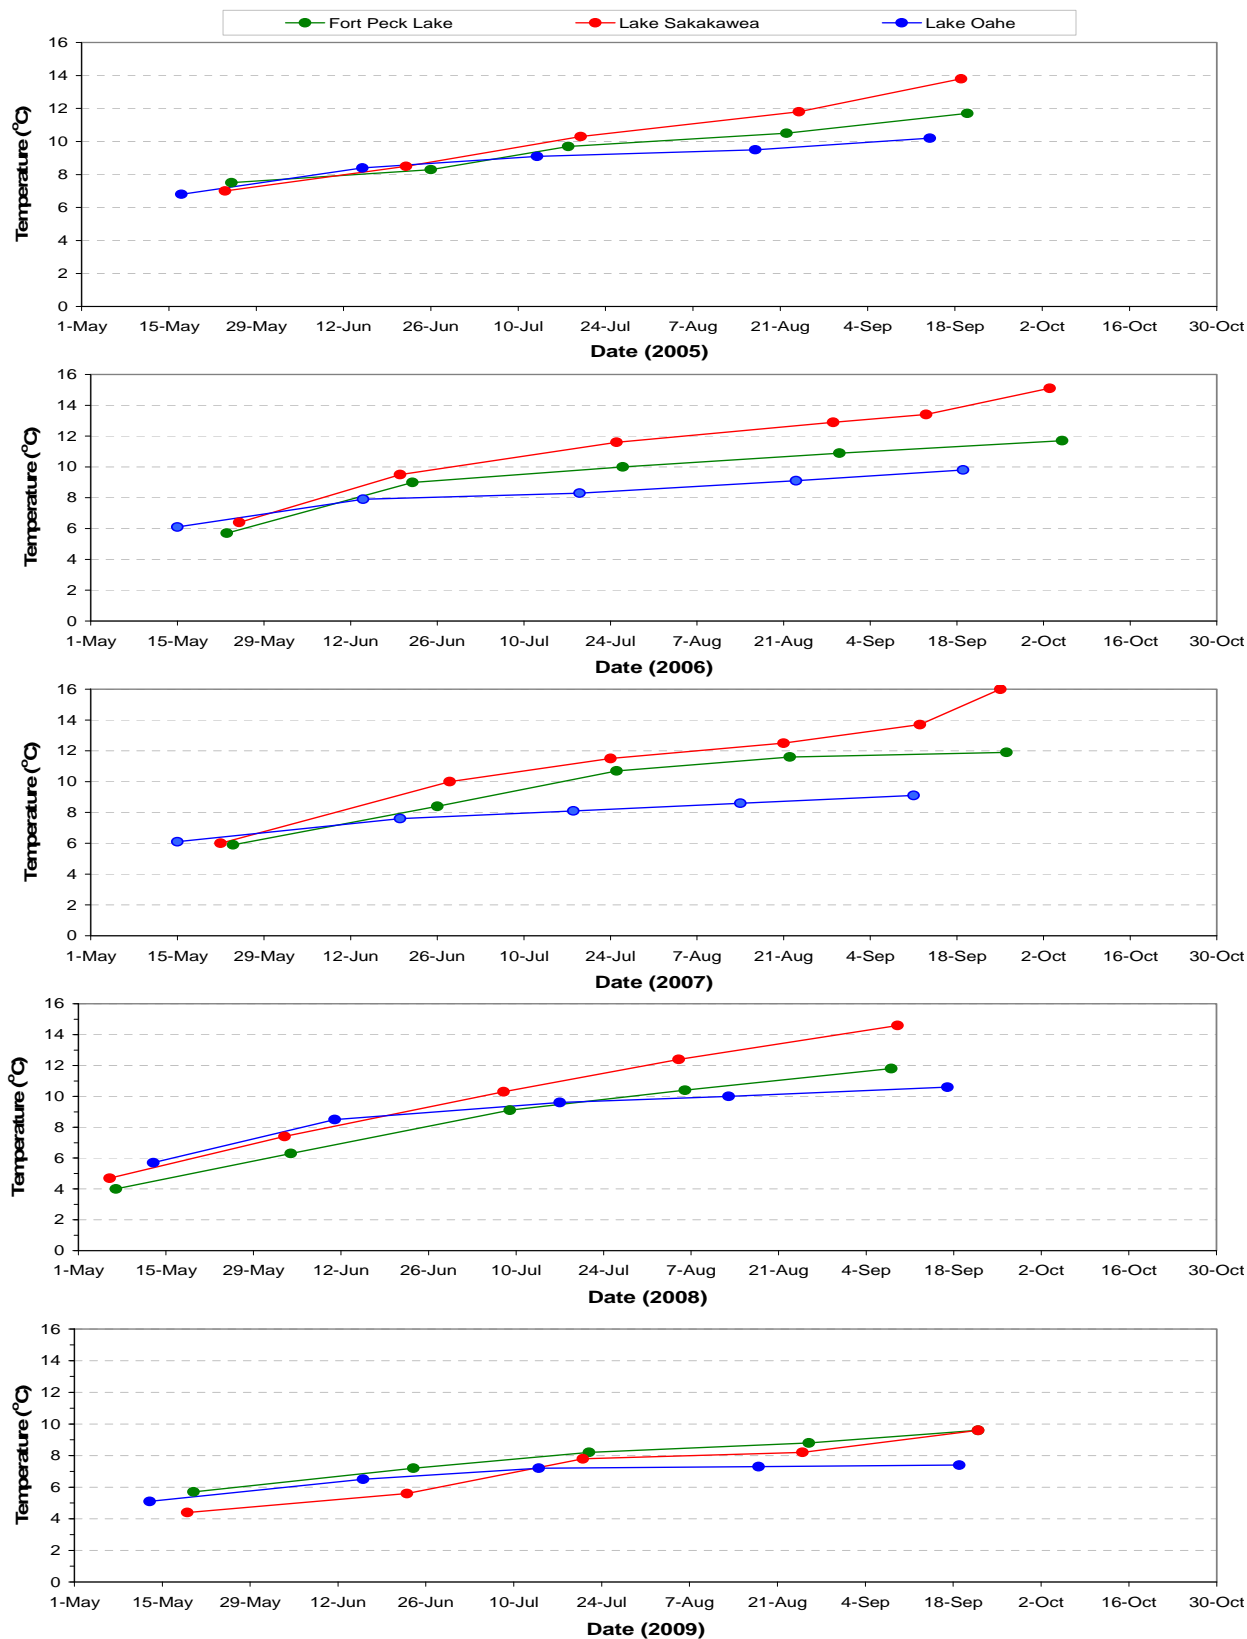 Fort Peck Lake Lake Sakakawea Lake Oahe
16
14
12
10
8
6
4
2
0
Temperature (°C)
1-May 15-May 29-May 12-Jun 26-Jun 10-Jul 24-Jul 7-Aug 21-Aug 4-Sep 18-Sep 2-Oct 16-Oct 30-Oct
Date (2005)
16
14
12
10
8
6
4
2
0
Temperature (°C)
1-May 15-May 29-May 12-Jun 26-Jun 10-Jul 24-Jul 7-Aug 21-Aug 4-Sep 18-Sep 2-Oct 16-Oct 30-Oct
Date (2006)
16
14
12
10
8
6
4
2
0
Temperature (°C)
1-May 15-May 29-May 12-Jun 26-Jun 10-Jul 24-Jul 7-Aug 21-Aug 4-Sep 18-Sep 2-Oct 16-Oct 30-Oct
Date (2007)
16
14
12
10
8
6
4
2
0
Temperature (°C)
1-May 15-May 29-May 12-Jun 26-Jun 10-Jul 24-Jul 7-Aug 21-Aug 4-Sep 18-Sep 2-Oct 16-Oct 30-Oct
Date (2008)
16
14
12
10
8
6
4
2
0
Temperature (°C)
1-May 15-May 29-May 12-Jun 26-Jun 10-Jul 24-Jul 7-Aug 21-Aug 4-Sep 18-Sep 2-Oct 16-Oct 30-Oct
Date (2009)